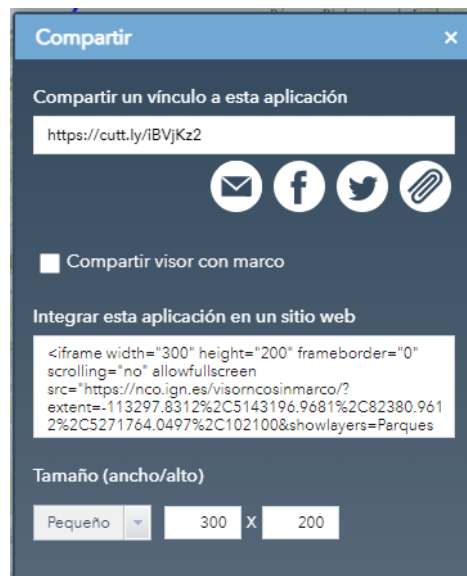 Compartir
Compartir un vínculo a esta aplicación
https://cutt.ly/iBVjKz2
Compartir visor con marco
Integrar esta aplicación en un sitio web
<iframe width="300" height="200" frameborder="0"
scrolling="no" allowfullscreen
src="https://nco.ign.es/visorncosinmarco/?
extent=-113297.8312%2C5143196.9681%2C82380.961
2%2C5271764.0497%2C102100&showlayers=Parques
Tamaño (ancho/alto)
Pequeño 300 X 200